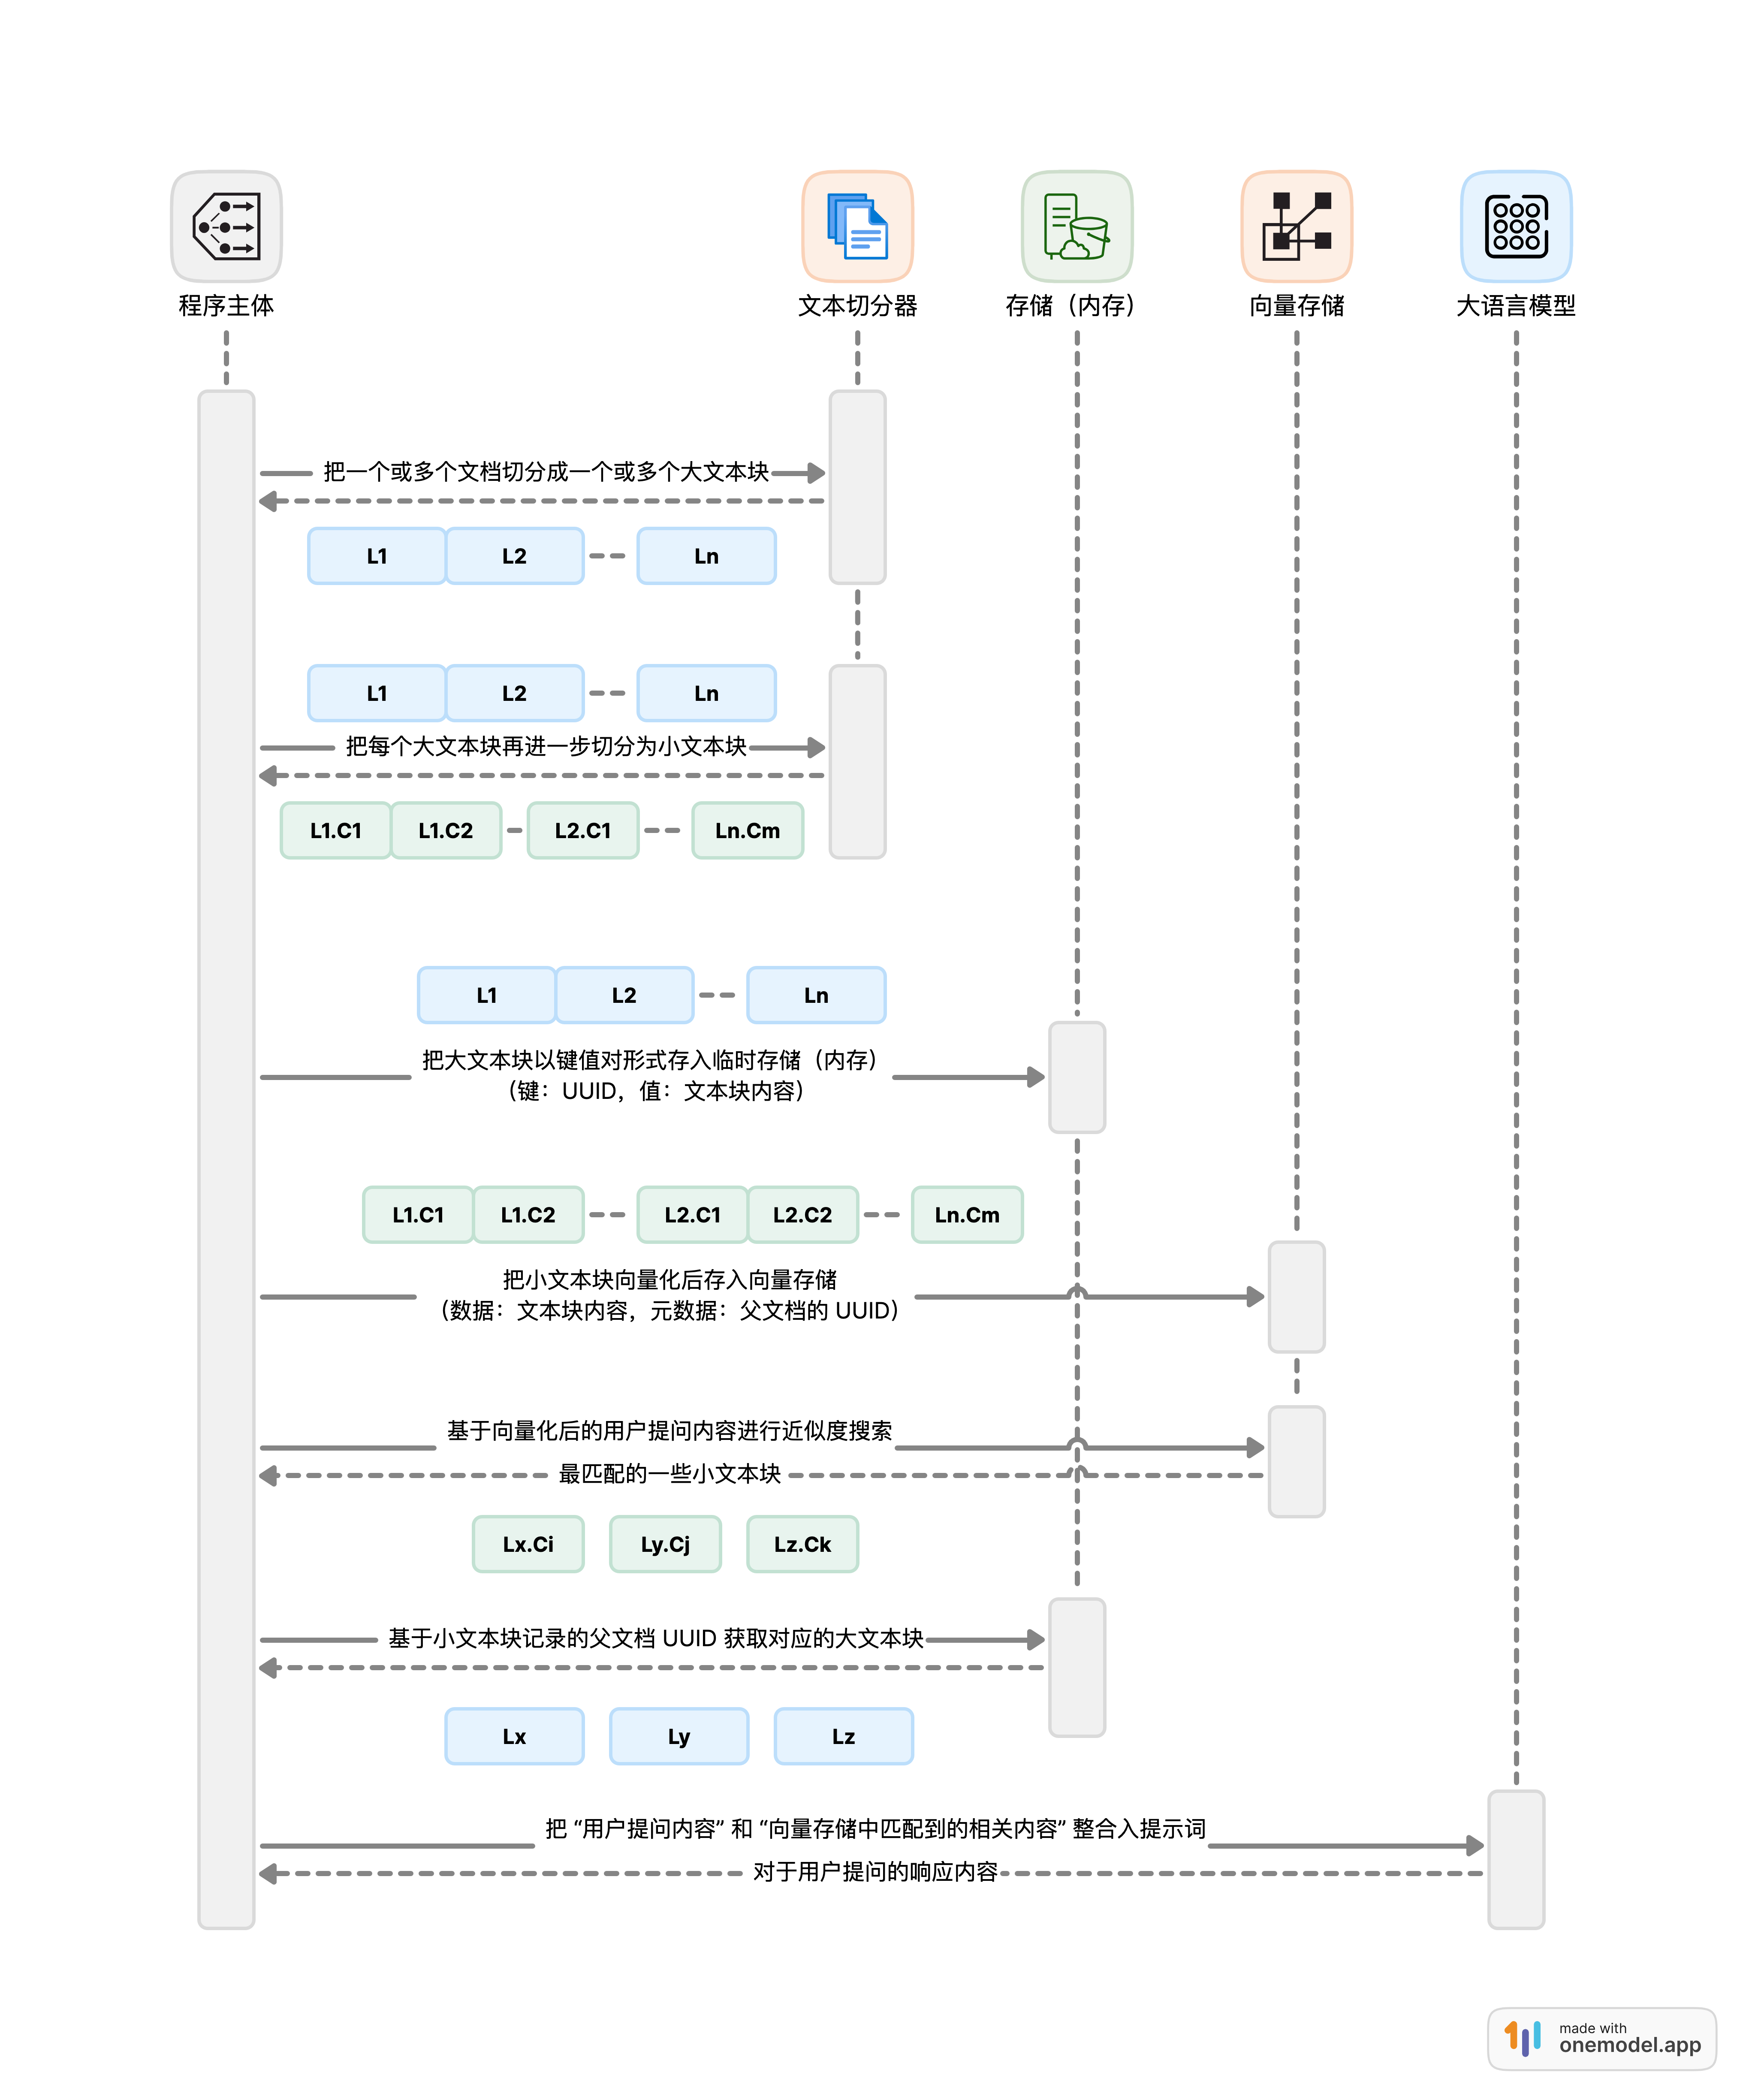 程序主体
文本切分器
存储（内存）
向量存储
大语言模型
把一个或多个文档切分成一个或多个大文本块
L1
L2
Ln
L1
L2
Ln
把每个大文本块再进一步切分为小文本块
L1.C1
L1.C2
L2.C1
Ln.Cm
L1
L2
Ln
把大文本块以键值对形式存入临时存储（内存）
（键：UUID，值：文本块内容）
L1.C1
L1.C2
L2.C1
L2.C2
Ln.Cm
把小文本块向量化后存入向量存储
（数据：文本块内容，元数据：父文档的 UUID）
基于向量化后的用户提问内容进行近似度搜索
最匹配的一些小文本块
Lx.Ci
Ly.Cj
Lz.Ck
基于小文本块记录的父文档 UUID 获取对应的大文本块
Lx
Ly
Lz
把 “用户提问内容” 和 “向量存储中匹配到的相关内容” 整合入提示词
对于用户提问的响应内容
made with
onemodel.app